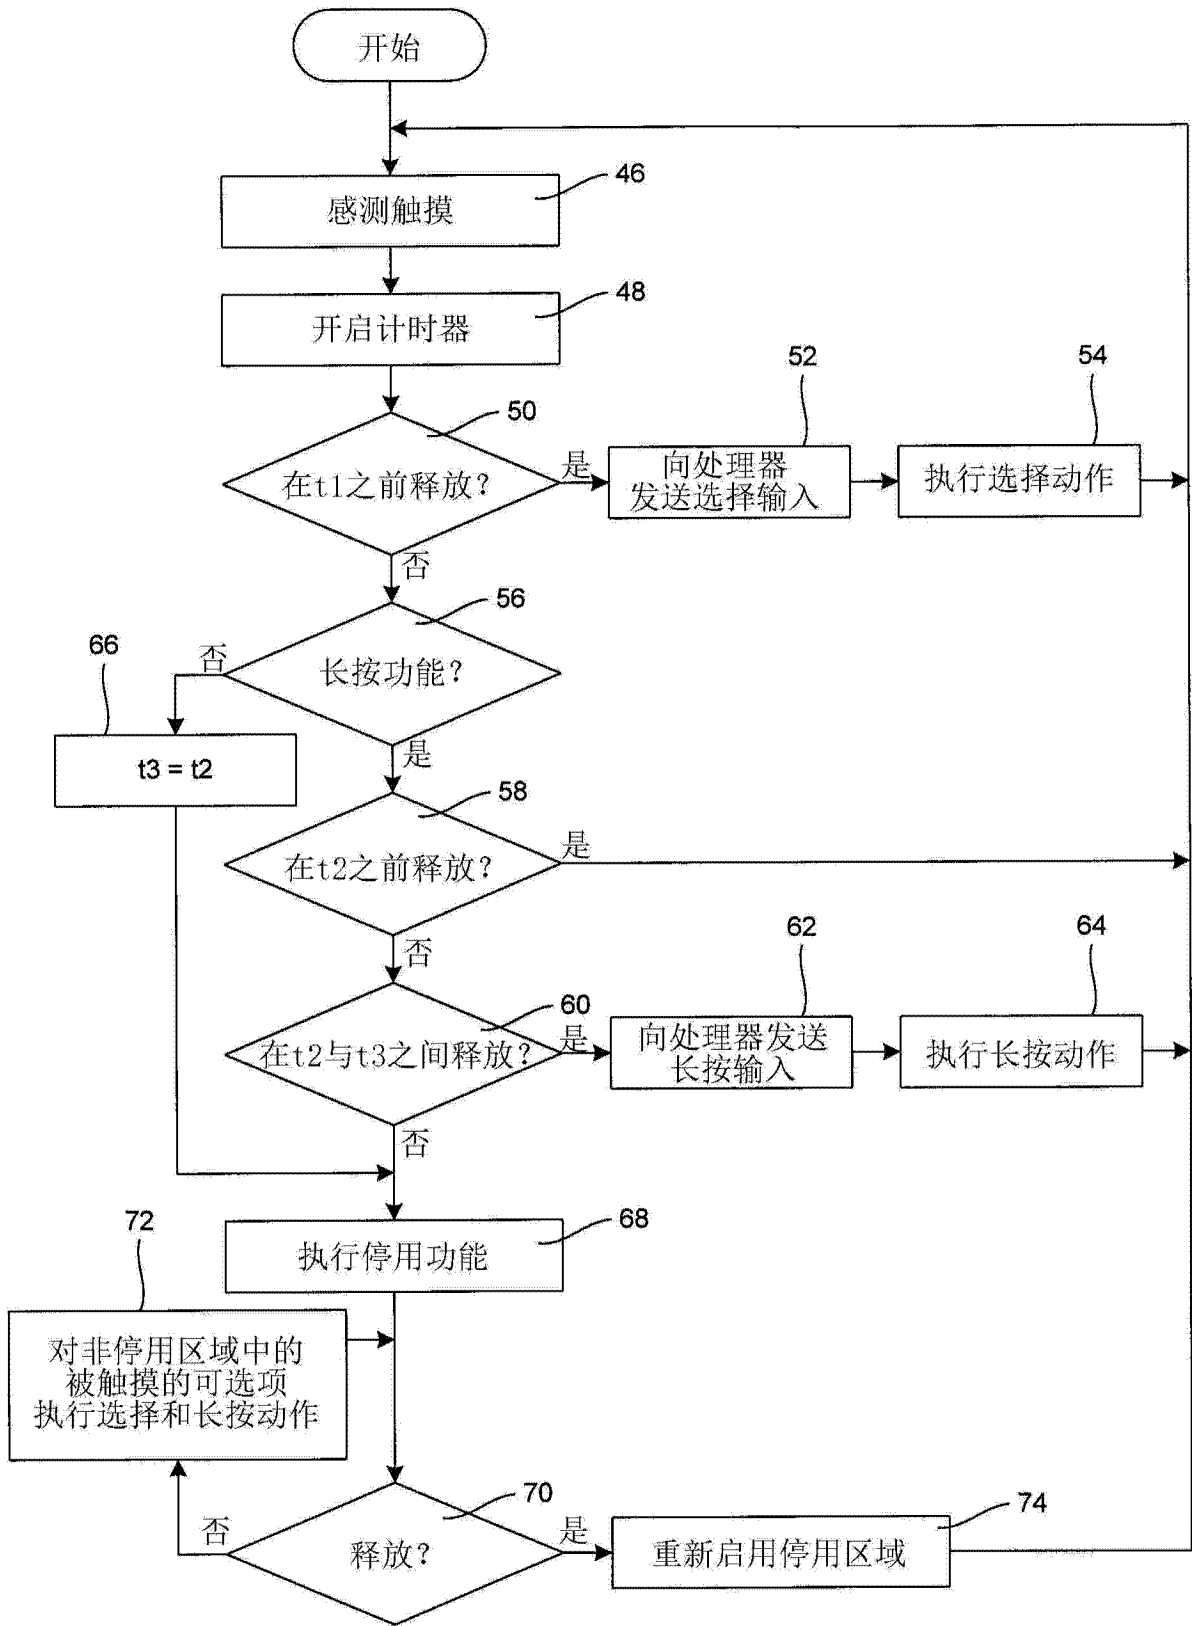 开始
46
感测触摸
48
开启计时器
50
在t1之前释放?
是
52
向处理器
发送选择输入
54
执行选择动作
否
56
长按功能?
否
66
t3 = t2
是
58
在t2之前释放?
是
否
60
在t2与t3之间释放?
是
62
向处理器发送
长按输入
64
执行长按动作
否
68
执行停用功能
72
对非停用区域中的
被触摸的可选项
执行选择和长按动作
70
释放?
否
是
74
重新启用停用区域